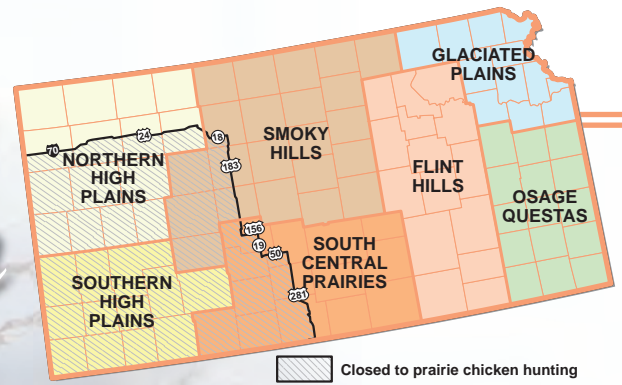 GLACIATED
PLAINS
24
18
SMOKY
HILLS
70
NORTHERN
HIGH
PLAINS
183
FLINT
HILLS
OSAGE
QUESTAS
156
19
50
SOUTH
CENTRAL
PRAIRIES
SOUTHERN
HIGH
PLAINS
281
Closed to prairie chicken hunting